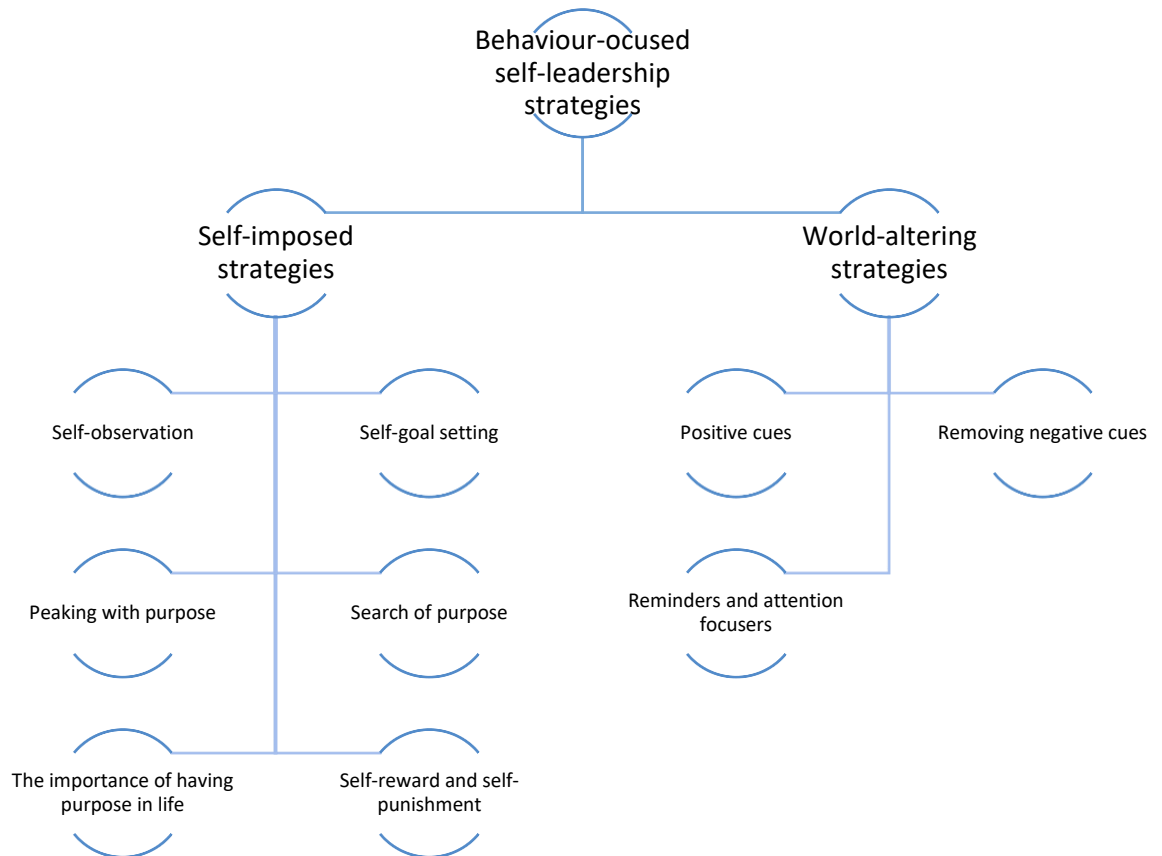 Behaviour-ocused
self-leadership
strategies
Self-imposed
strategies
World-altering
strategies
Self-observation
Self-goal setting
Positive cues
Removing negative cues
Peaking with purpose
Search of purpose
Reminders and attention
focusers
The importance of having
purpose in life
Self-reward and self-
punishment